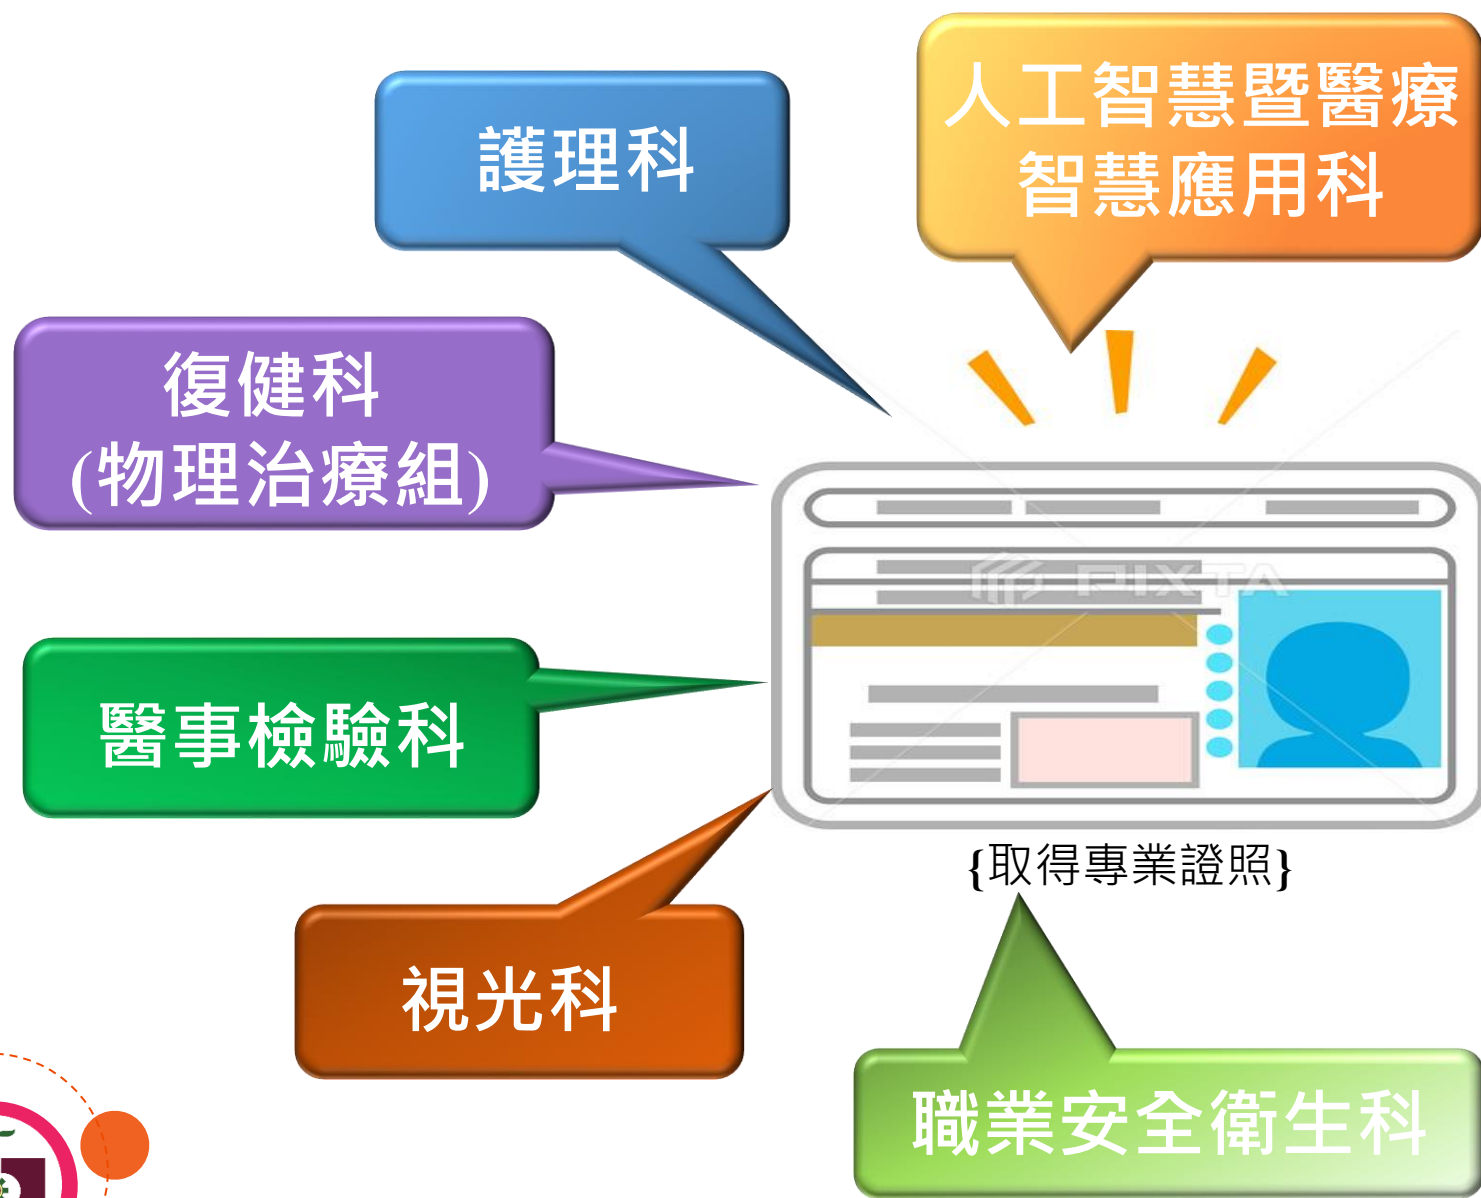 人工智慧暨醫療
智慧應用科
護理科
復健科
(物理治療組)
PIXTA
醫事檢驗科
{取得專業證照}
視光科
職業安全衛生科